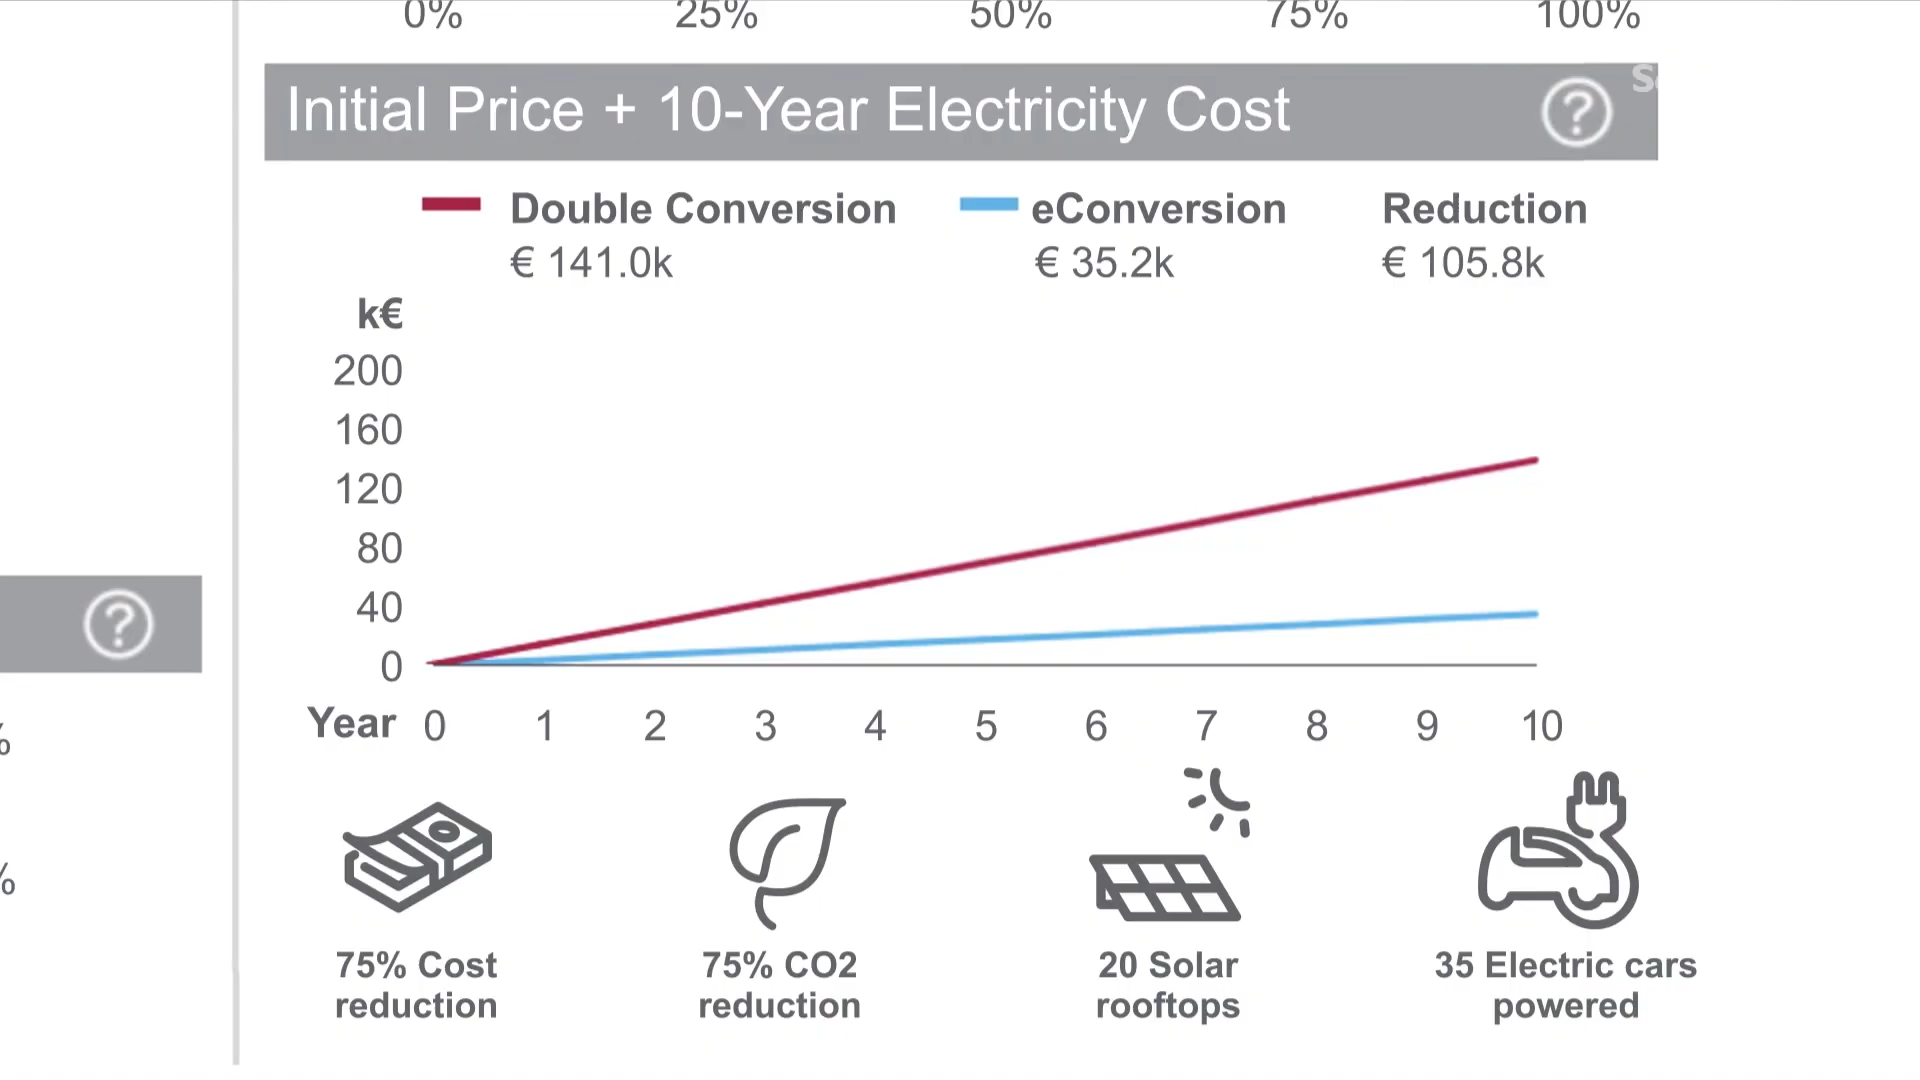 0% 25% 50% 75% 100%
Initial Price + 10-Year Electricity Cost ?
Double Conversion eConversion Reduction
€ 141.0k € 35.2k € 105.8k
k€
200
160
120
80
40
0
?
Year 0 1 2 3 4 5 6 7 8 9 10
%
%
75% Cost
reduction
75% CO2
reduction
20 Solar
rooftops
35 Electric cars
powered